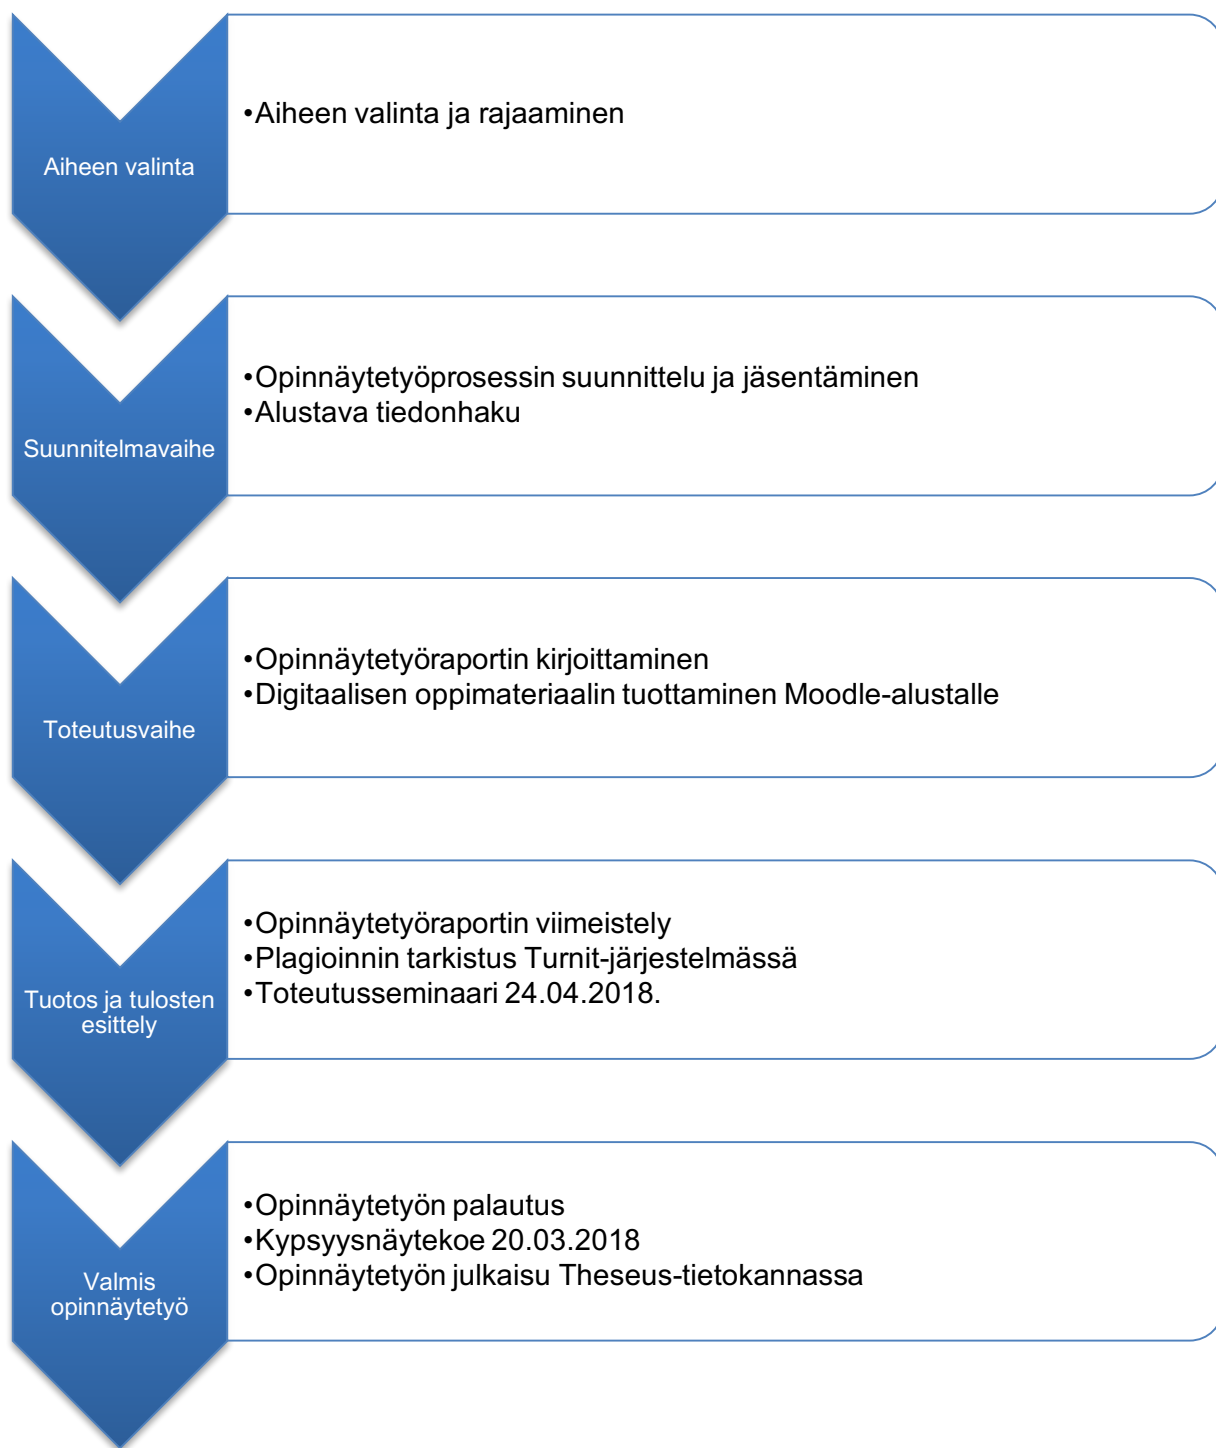 Aiheen valinta
•Aiheen valinta ja rajaaminen
Suunnitelmavaihe
•Opinnäytetyöprosessin suunnittelu ja jäsentäminen
•Alustava tiedonhaku
Toteutusvaihe
•Opinnäytetyöraportin kirjoittaminen
•Digitaalisen oppimateriaalin tuottaminen Moodle-alustalle
Tuotos ja tulosten
esittely
•Opinnäytetyöraportin viimeistely
•Plagioinnin tarkistus Turnit-järjestelmässä
•Toteutusseminaari 24.04.2018.
Valmis
opinnäytetyö
•Opinnäytetyön palautus
•Kypsyysnäytekoe 20.03.2018
•Opinnäytetyön julkaisu Theseus-tietokannassa